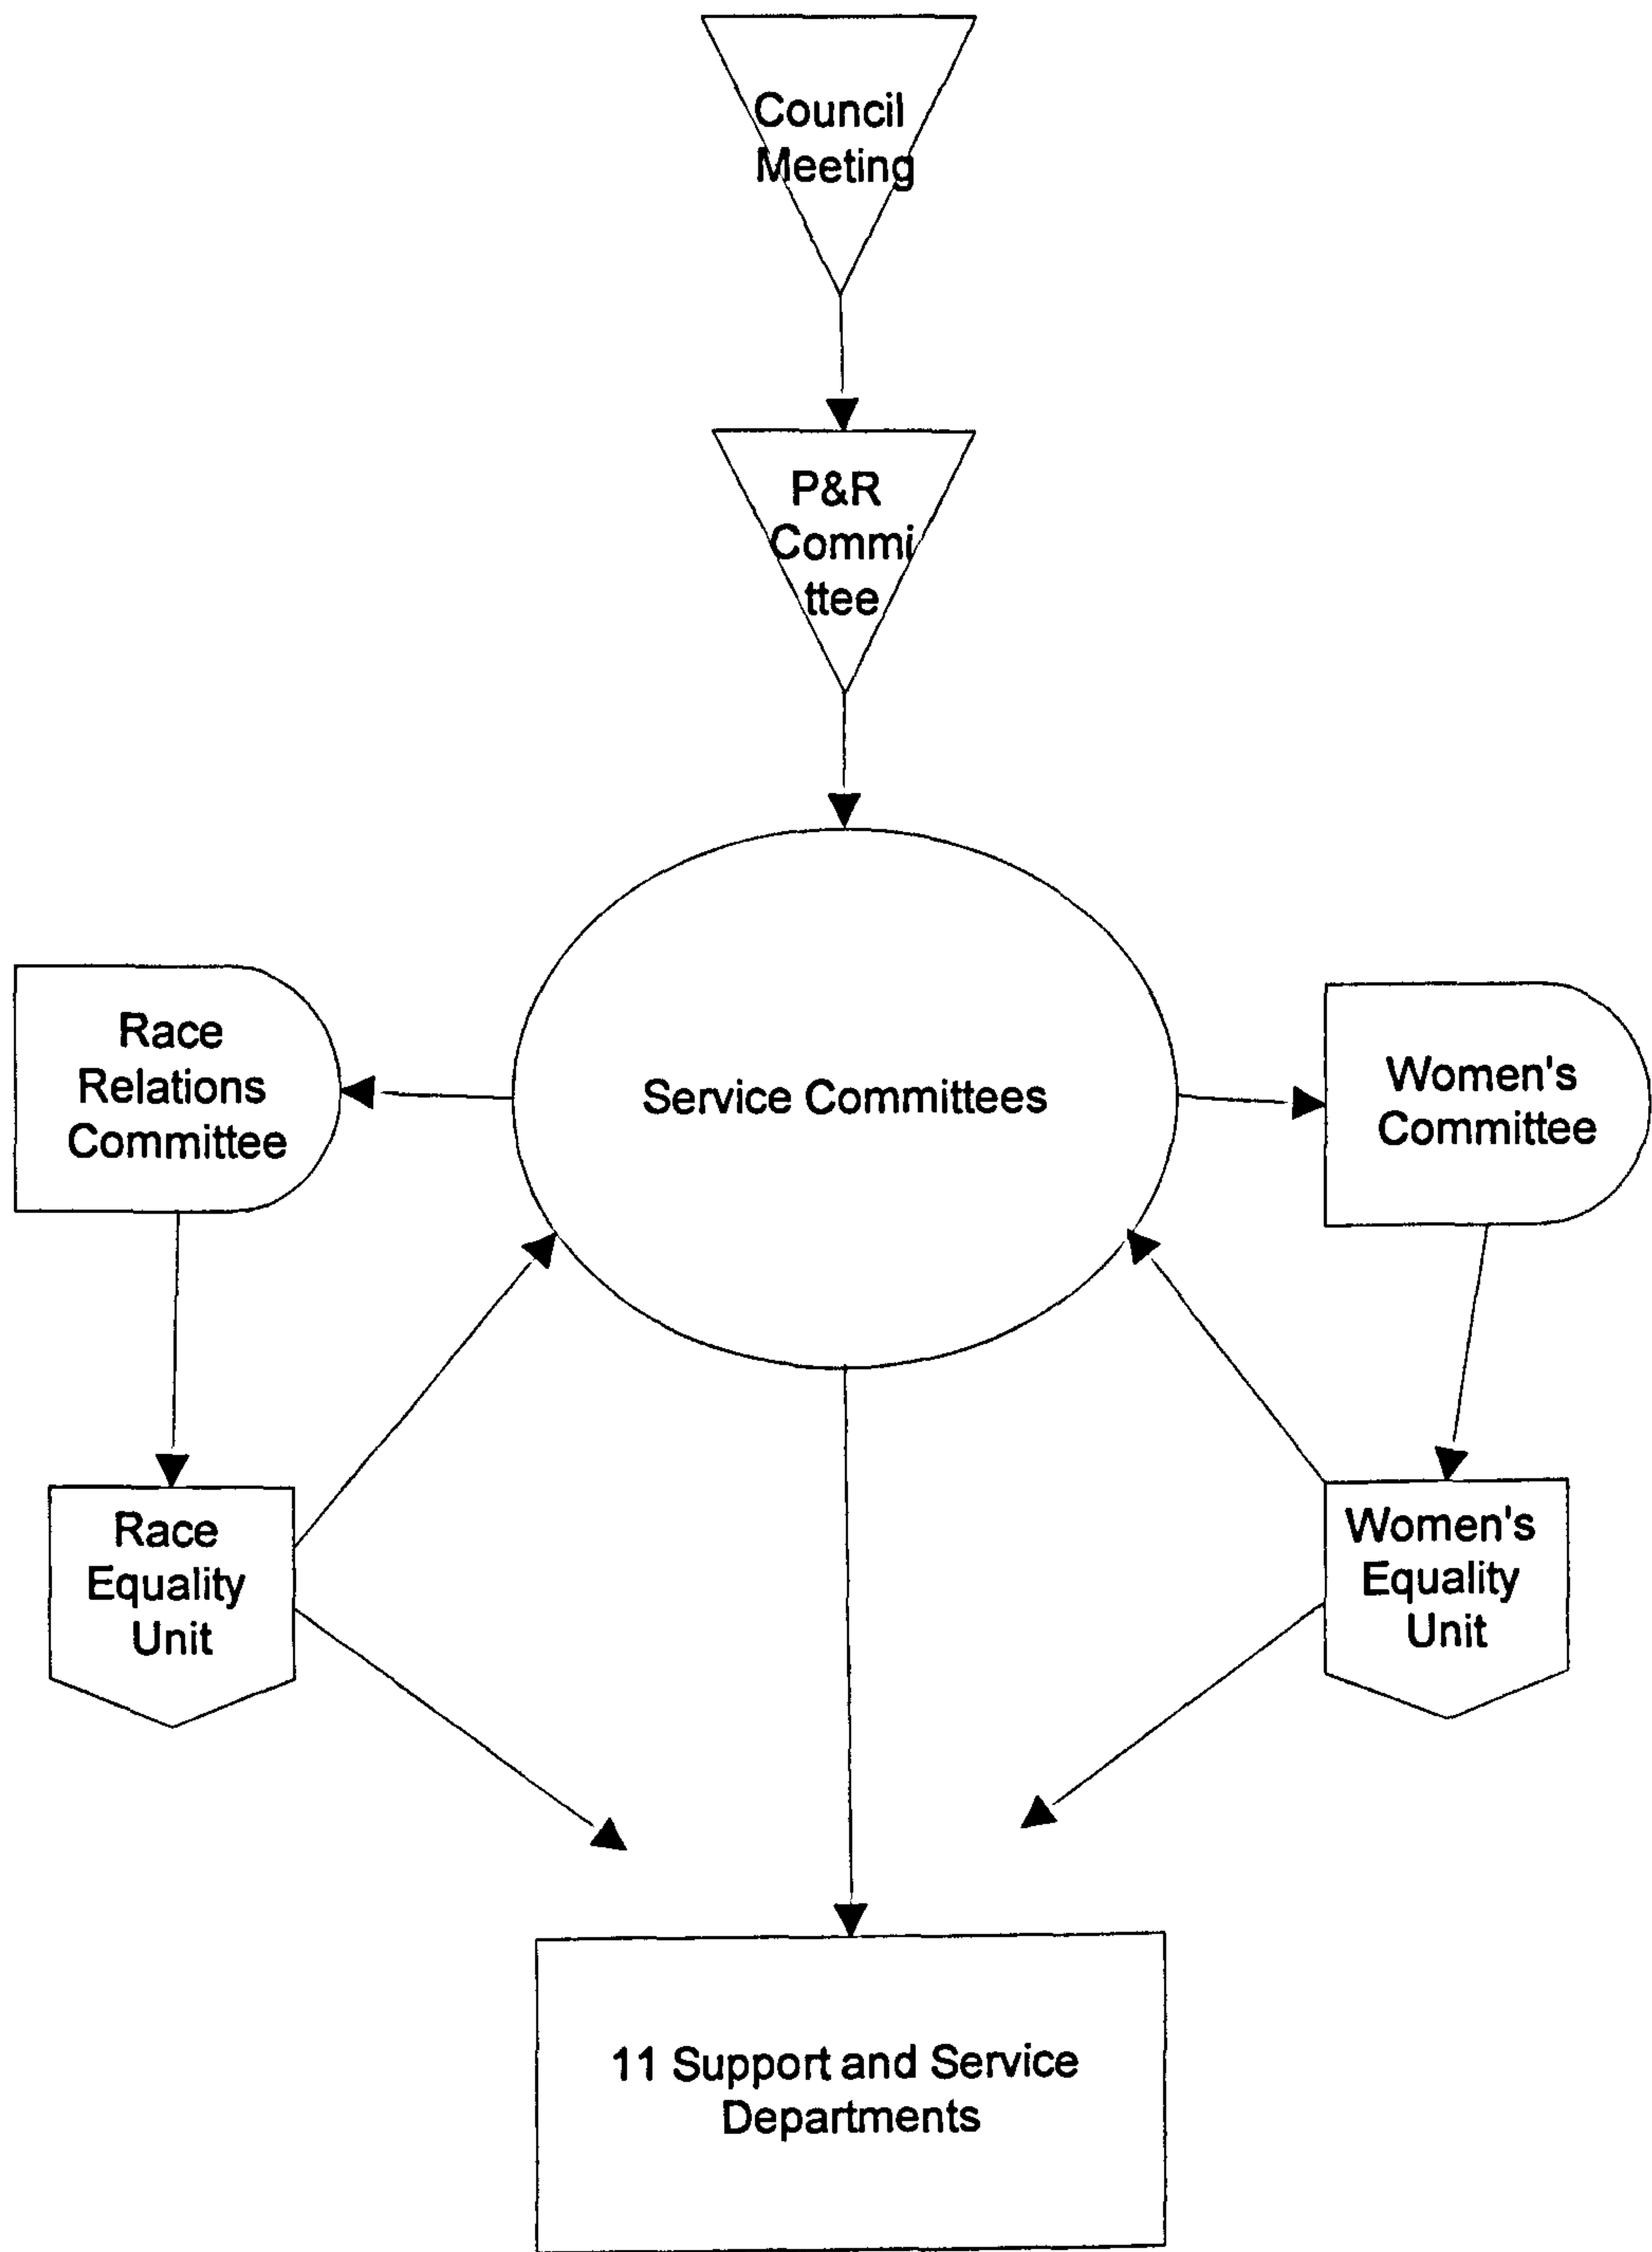 Council
Meeting
P&R
Commi
ttee
Race
Relations
Committee
Service Committees
Women's
Committee
Race
Equality
Unit
Women's
Equality
Unit
11 Support and Service
Departments